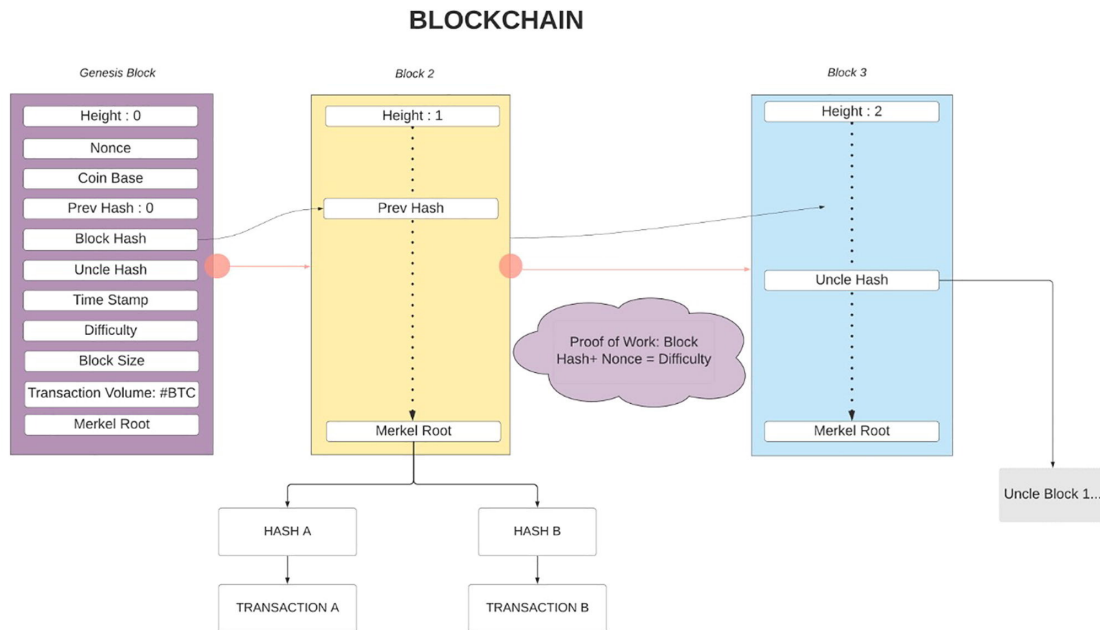 BLOCKCHAIN
Genesis Block
Height : 0
Nonce
Coin Base
Prev Hash : 0
Block Hash
Uncle Hash
Time Stamp
Difficulty
Block Size
Transaction Volume: #BTC
Merkel Root
Block 2
Height : 1
Prev Hash
Merkel Root
HASH A
HASH B
TRANSACTION A
TRANSACTION B
Proof of Work: Block
Hash+ Nonce = Difficulty
Block 3
Height : 2
Uncle Hash
Merkel Root
Uncle Block 1...